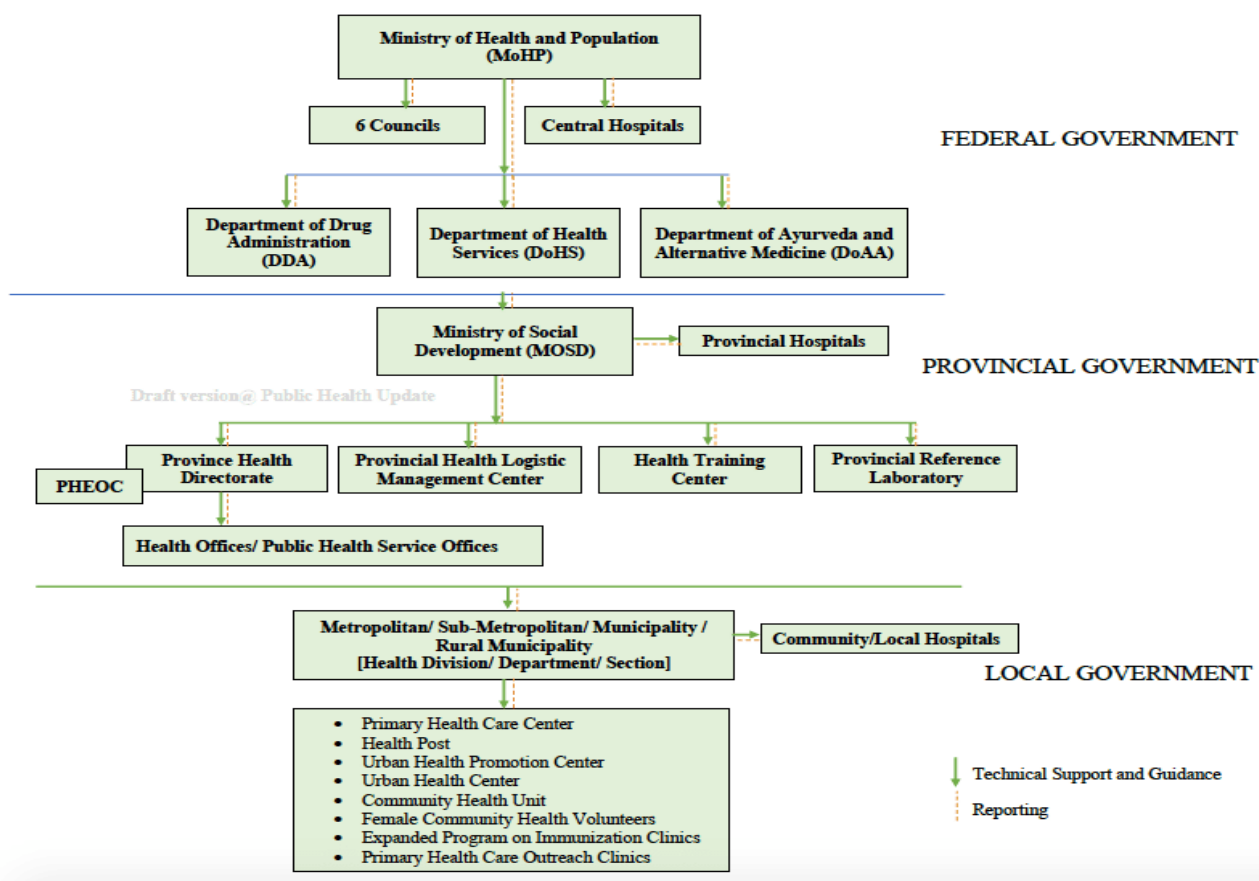 Ministry of Health and Population
(MoHP)
6 Councils
Central Hospitals
FEDERAL GOVERNMENT
Department of Drug
Administration
(DDA)
Department of Health
Services (DoHS)
Department of Ayurveda and
Alternative Medicine (DoAA)
Ministry of Social
Development (MOSD)
Provincial Hospitals
PROVINCIAL GOVERNMENT
Draft version@ Public Health Update
Province Health
Directorate
PHEOC
Provincial Health Logistic
Management Center
Health Training
Center
Provincial Reference
Laboratory
Health Offices/ Public Health Service Offices
Metropolitan/ Sub-Metropolitan/ Municipality /
Rural Municipality
[Health Division/ Department/ Section]
Community/Local Hospitals
LOCAL GOVERNMENT
• Primary Health Care Center
• Health Post
• Urban Health Promotion Center
• Urban Health Center
• Community Health Unit
• Female Community Health Volunteers
• Expanded Program on Immunization Clinics
• Primary Health Care Outreach Clinics
Technical Support and Guidance
Reporting